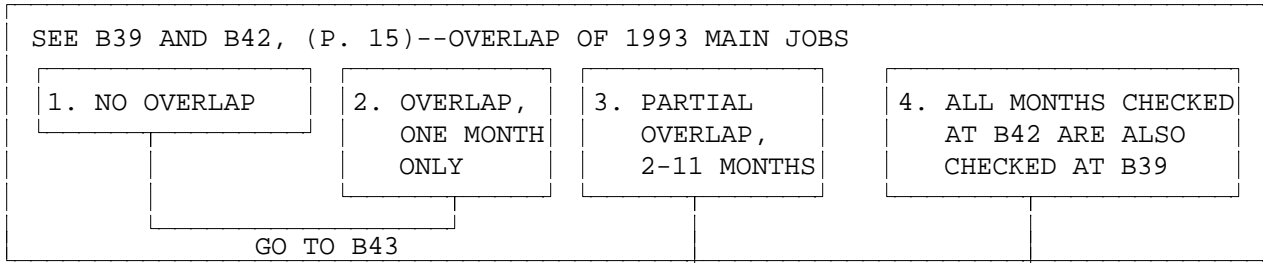 SEE B39 AND B42, (P. 15)--OVERLAP OF 1993 MAIN JOBS
1. NO OVERLAP
2. OVERLAP,
ONE MONTH
ONLY
3. PARTIAL
OVERLAP,
2-11 MONTHS
4. ALL MONTHS CHECKED
AT B42 ARE ALSO
CHECKED AT B39
GO TO B43